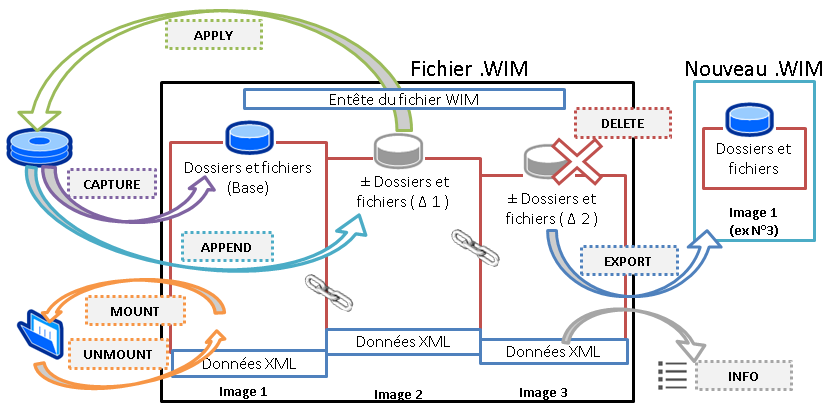 APPLY
Fichier .WIM
Nouveau .WIM
Entête du fichier WIM
DELETE
CAPTURE
Dossiers et fichiers
(Base)
± Dossiers et
fichiers ( Δ 1 )
± Dossiers et
fichiers ( Δ 2 )
Dossiers et
fichiers
Image 1
(ex N°3)
APPEND
EXPORT
MOUNT
UNMOUNT
Données XML
Données XML
Données XML
INFO
Image 1
Image 2
Image 3